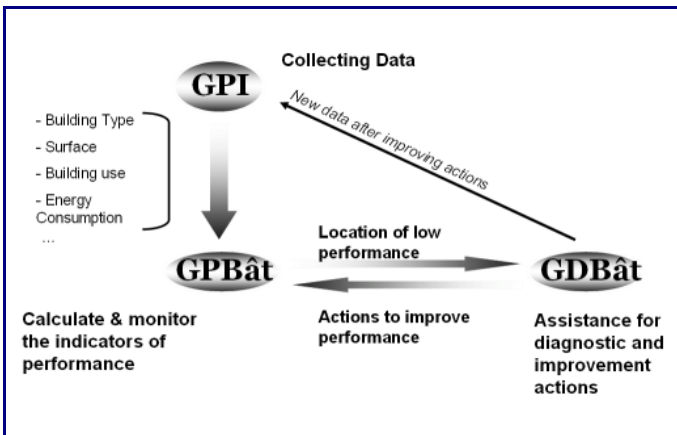 Collecting Data
GPI
New data after improving actions
- Building Type
- Surface
- Building use
- Energy
Consumption
...
Location of low
performance
GPBât
GDBât
Actions to improve
performance
Calculate & monitor
the indicators of
performance
Assistance for
diagnostic and
improvement
actions